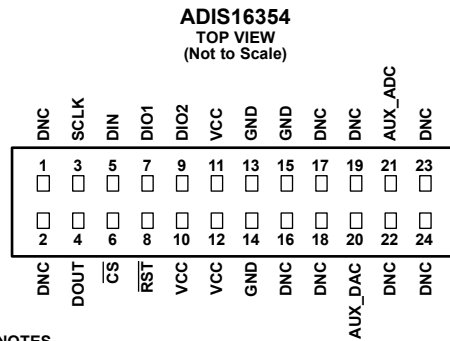 ADIS16354
TOP VIEW
(Not to Scale)
DNC SCLK DIN DIO1 DIO2 VCC GND GND DNC DNC AUX_ADC DNC
1 3 5 7 9 11 13 15 17 19 21 23
2 4 6 8 10 12 14 16 18 20 22 24
DNC DOUT CS RST VCC VCC GND DNC DNC AUX_DAC DNC DNC
NOTES